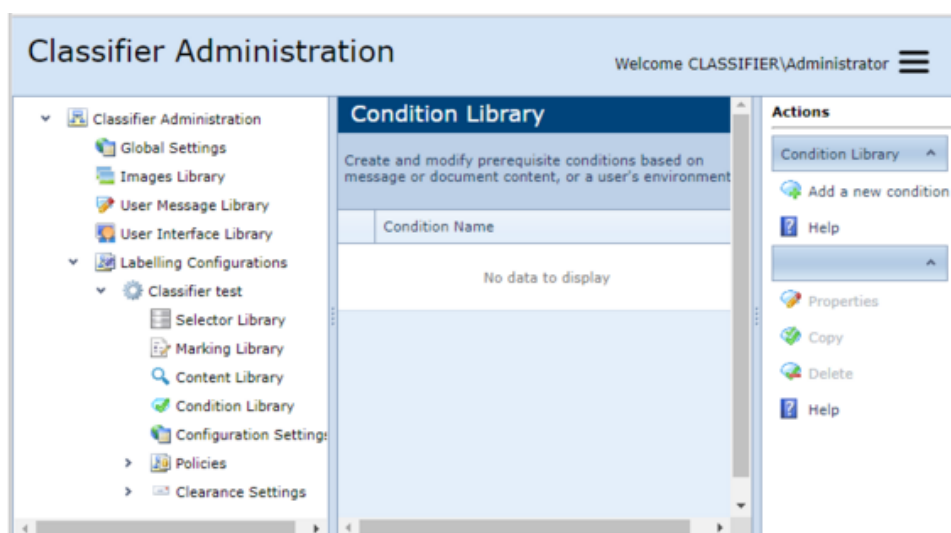 Classifier Administration
Welcome CLASSIFIER\Administrator
Classifier Administration
Global Settings
Images Library
User Message Library
User Interface Library
Labelling Configurations
Classifier test
Selector Library
Marking Library
Content Library
Condition Library
Configuration Settings
Policies
Clearance Settings
Condition Library
Create and modify prerequisite conditions based on
message or document content, or a user's environment
Condition Name
No data to display
Actions
Condition Library
Add a new condition
Help
Properties
Copy
Delete
Help